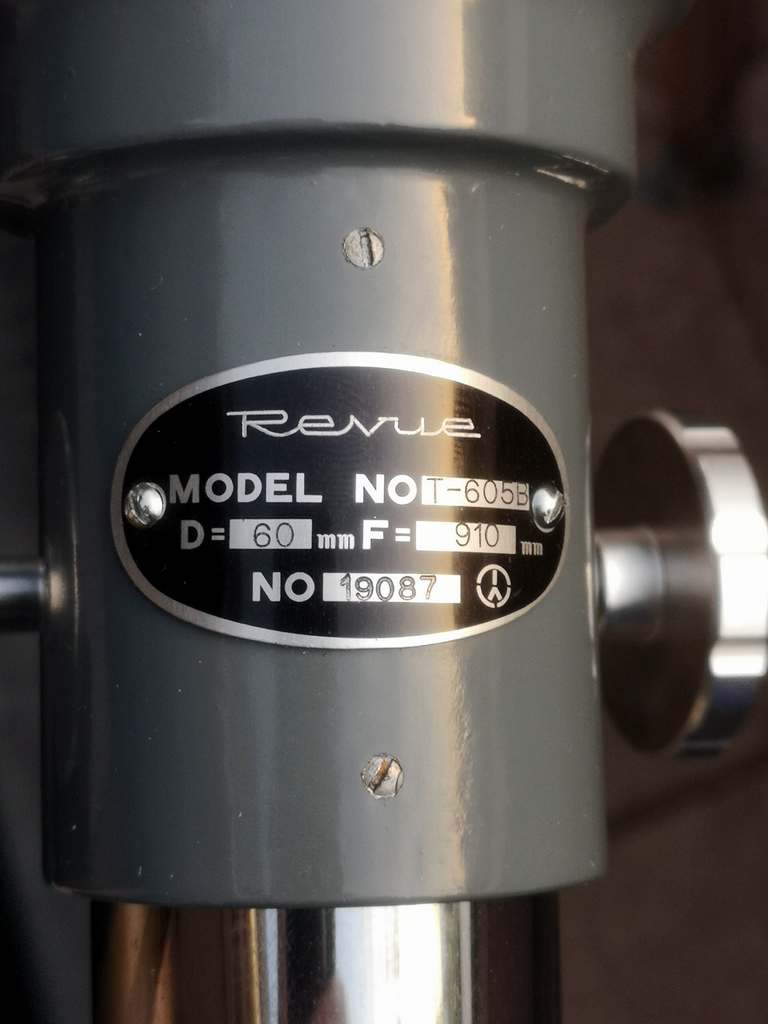 Revue
MODEL NO T-605B
D= 60 mm F= 910 mm
NO 19087